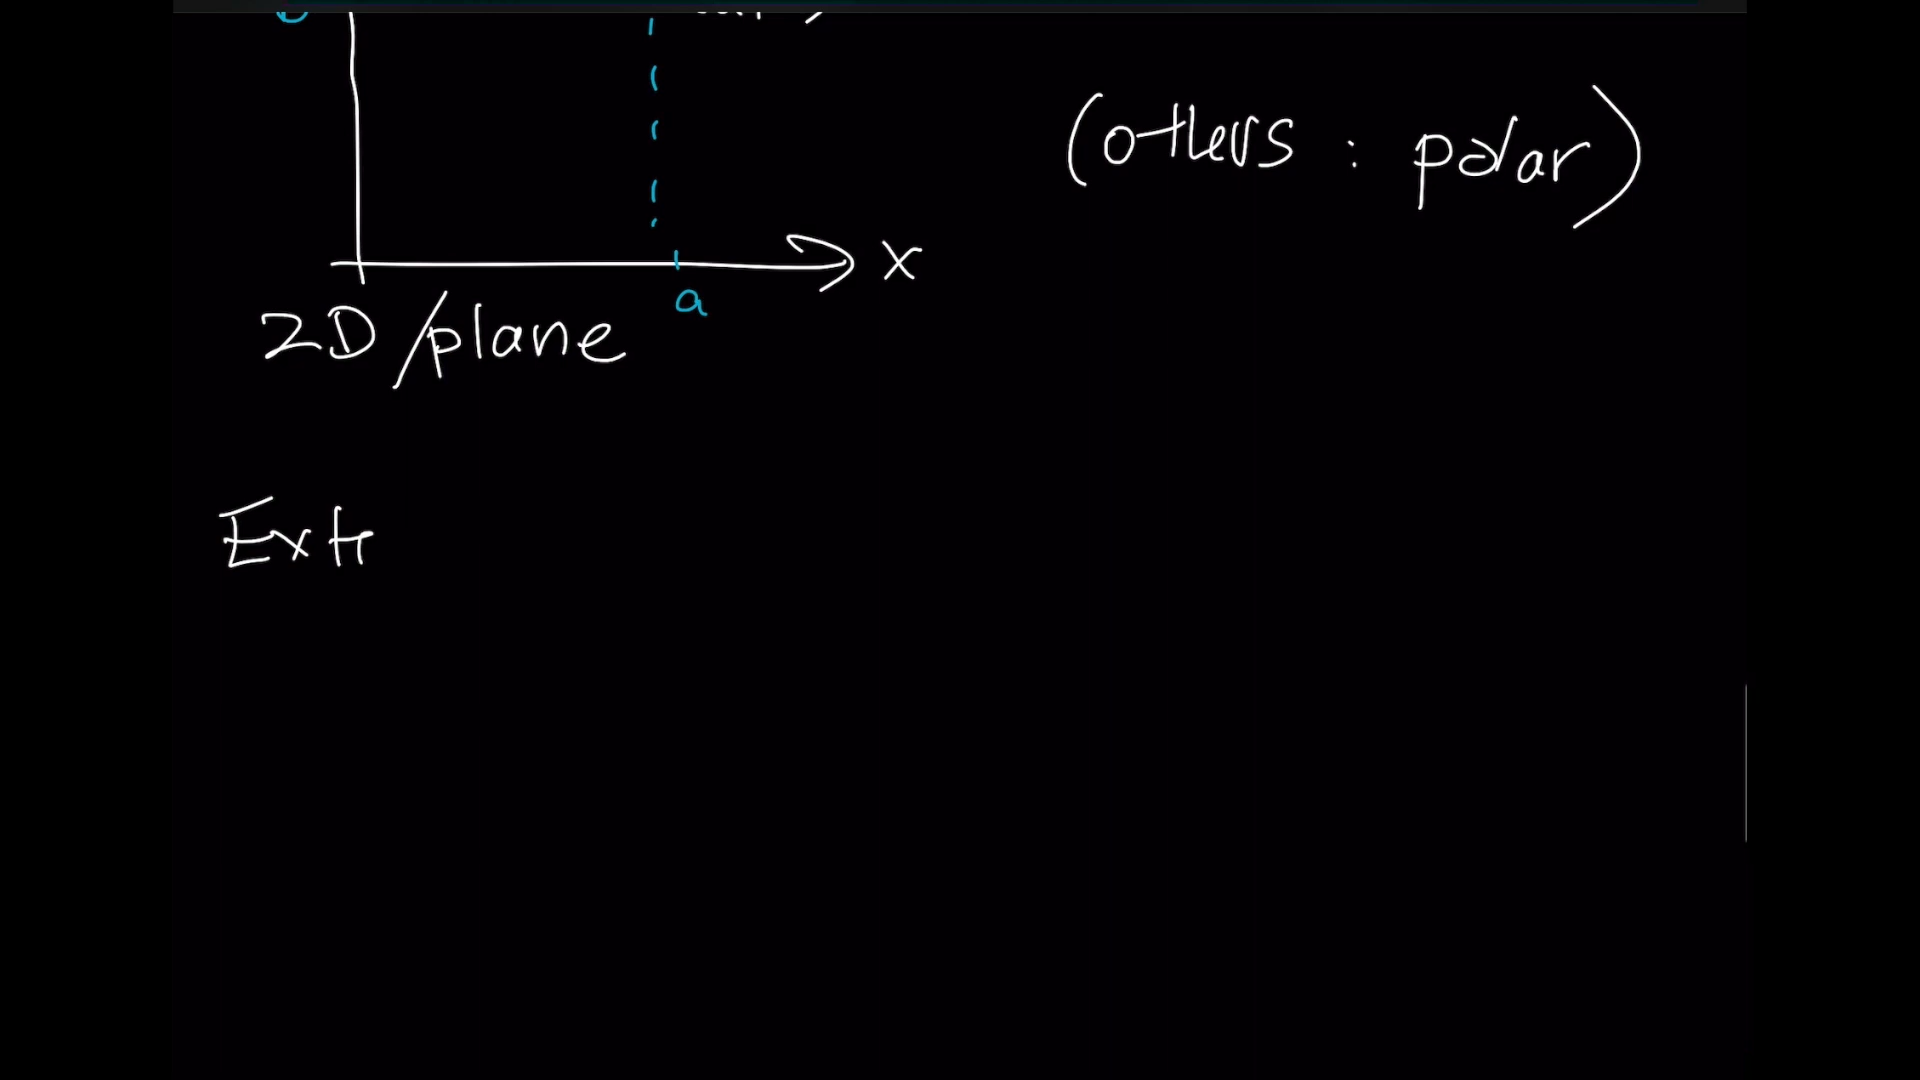 (others : polar)
x
a
2D/plane
Extr